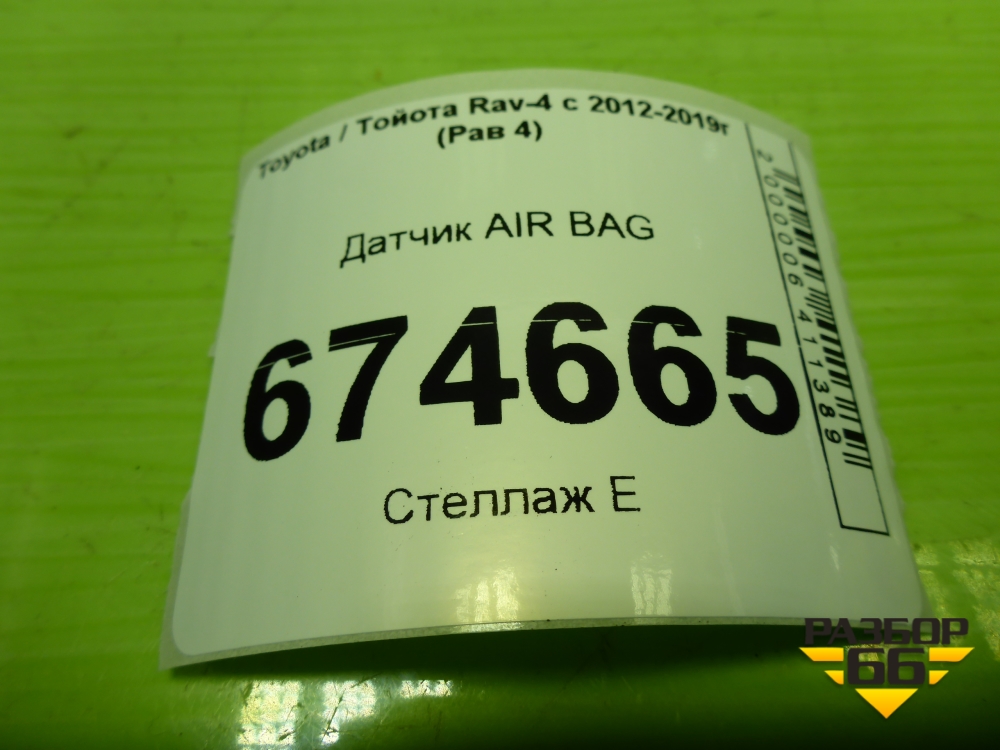 Toyota / Тойота Rav-4 с 2012-2019г
(Рав 4)
Датчик AIR BAG
674665
Стеллаж Е
2000006411389
РАЗБОР
66